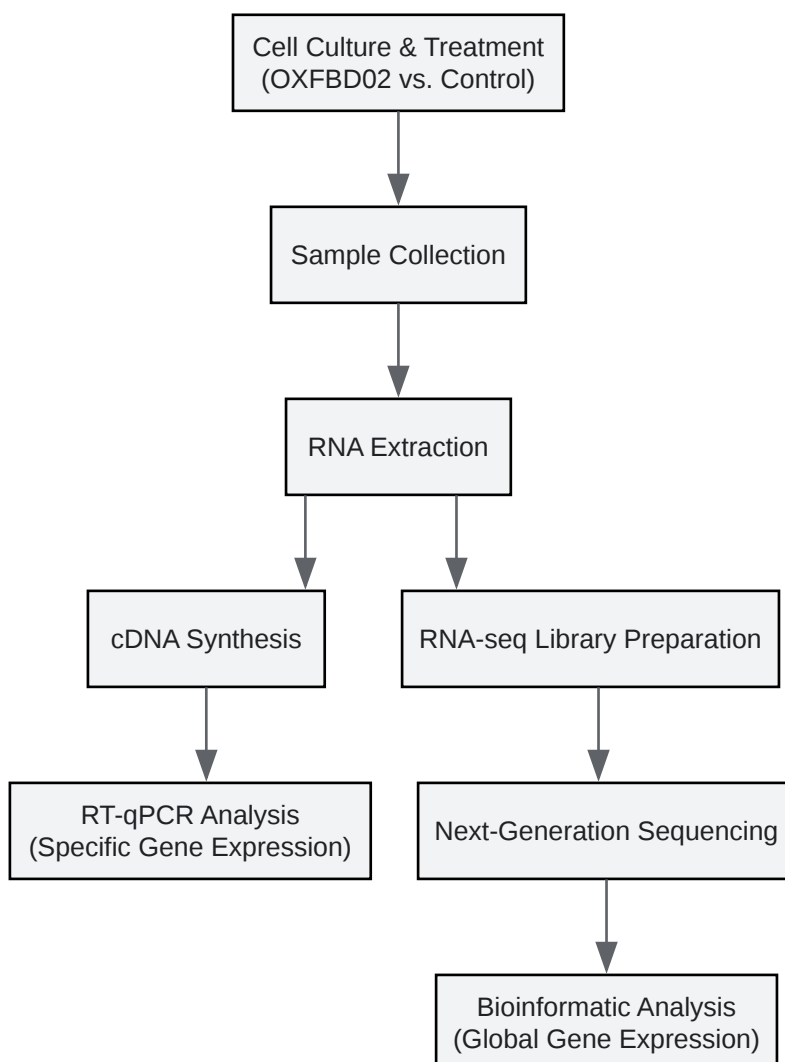 Cell Culture & Treatment
(OXFBD02 vs. Control)
Sample Collection
RNA Extraction
cDNA Synthesis
RNA-seq Library Preparation
RT-qPCR Analysis
(Specific Gene Expression)
Next-Generation Sequencing
Bioinformatic Analysis
(Global Gene Expression)